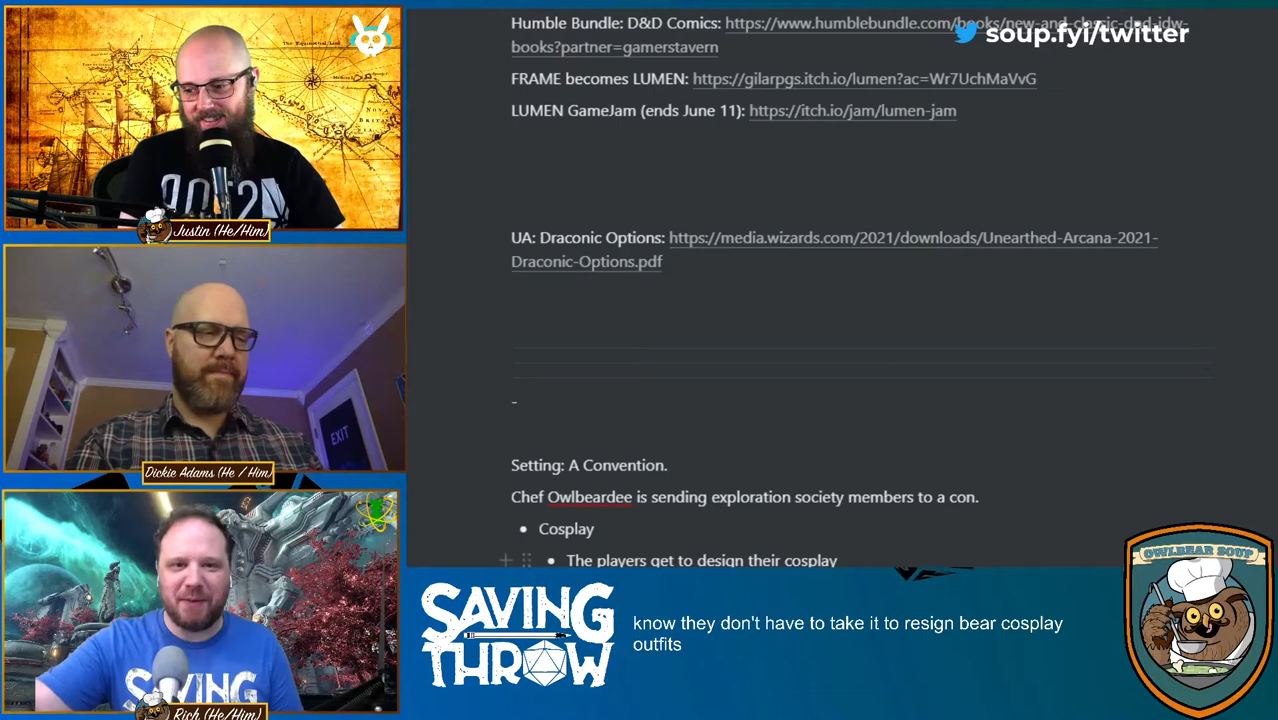 Humble Bundle: D&D Comics: https://www.humblebundle.com/books/new-and-classic-dnd-idw-
books?partner=gamerstavern
soup.fyi/twitter
FRAME becomes LUMEN: https://gilarpgs.itch.io/lumen?ac=Wr7UchMaVvG
LUMEN GameJam (ends June 11): https://itch.io/jam/lumen-jam
UA: Draconic Options: https://media.wizards.com/2021/downloads/Unearthed-Arcana-2021-
Draconic-Options.pdf
-
Setting: A Convention.
Chef Owlbeardee is sending exploration society members to a con.
• Cosplay
• The players get to design their cosplay
Justin (He/Him)
EXIT
Dickie Adams (He / Him)
SAVING
Rich (He/Him)
SAVING
THROW
know they don't have to take it to resign bear cosplay
outfits
OWLBEAR SOUP